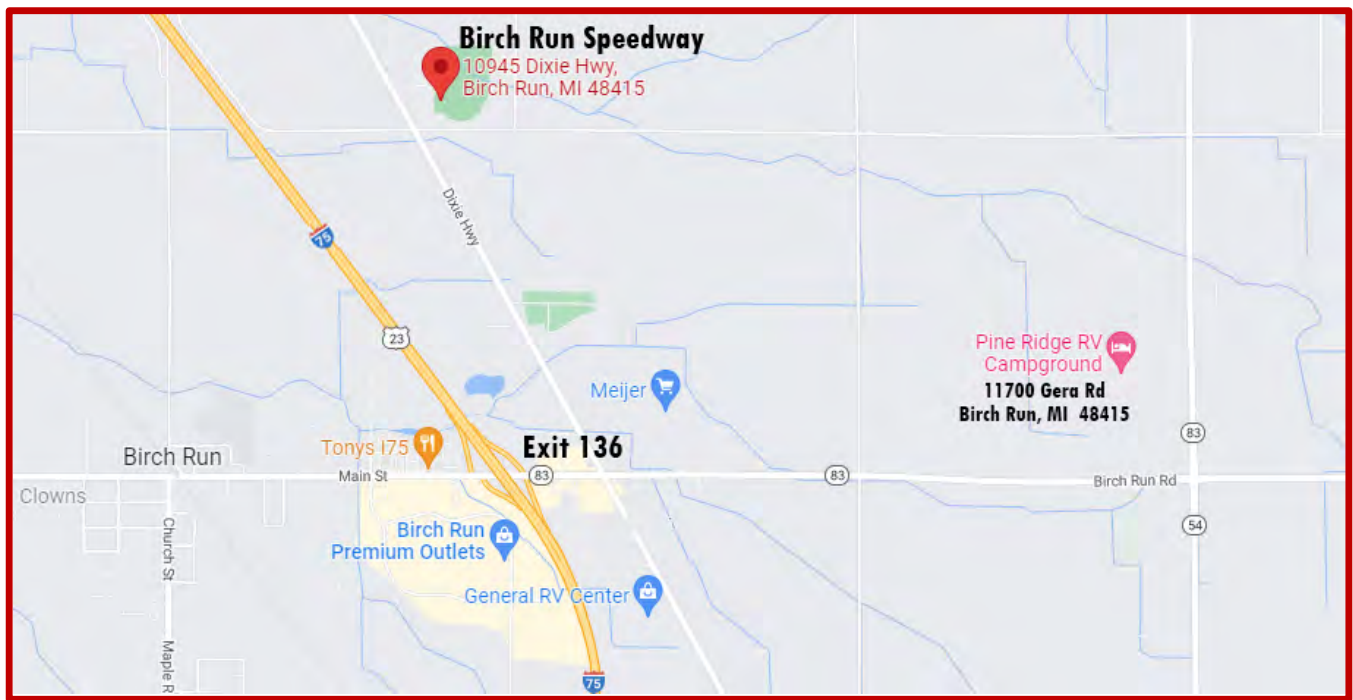 Birch Run Speedway
10945 Dixie Hwy,
Birch Run, MI 48415
Dixie Hwy
75
23
Pine Ridge RV
Campground
11700 Gera Rd
Birch Run, MI 48415
Meijer
83
Tonys I75
Exit 136
Birch Run
Main St
83
83
Birch Run Rd
Clowns
54
Church St
Birch Run
Premium Outlets
General RV Center
Maple R
75